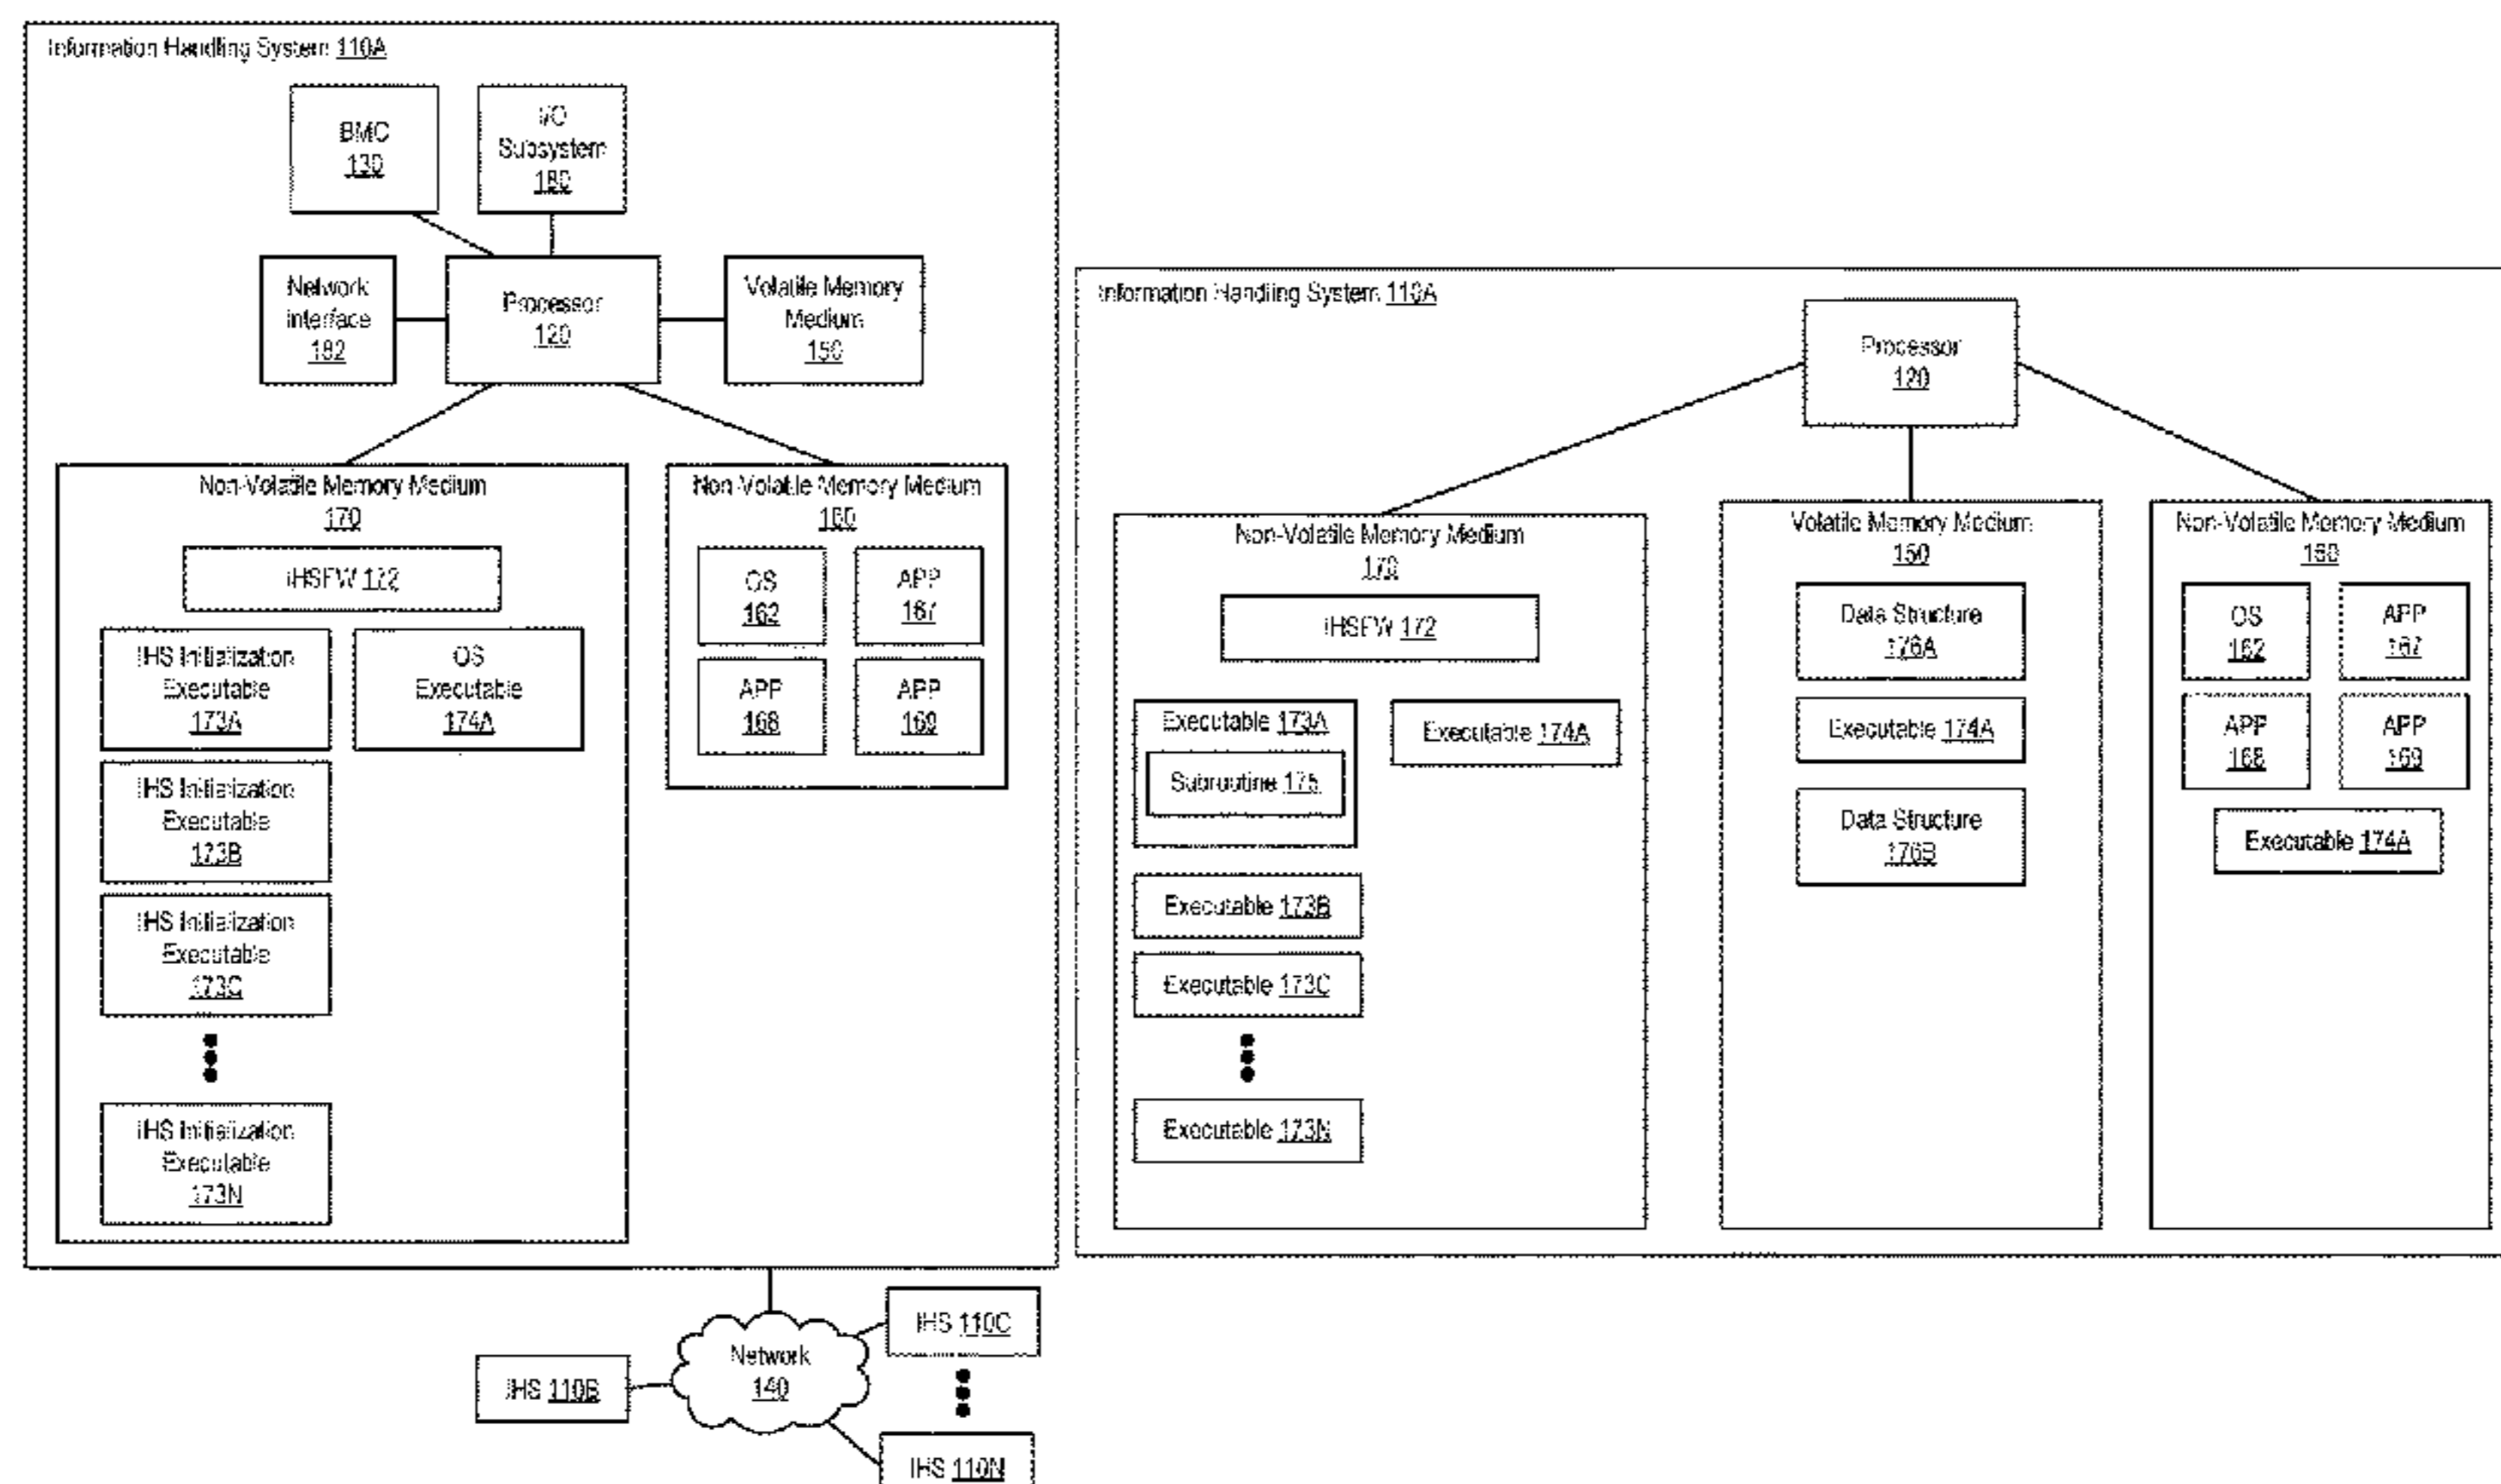 Information Handling System 110A
BMC
130
I/O
Subsystem
180
Network
Interface
182
Processor
120
Volatile Memory
Medium
150
Non-Volatile Memory Medium
170
IHSFW 172
IHS Initialization
Executable
173A
OS
Executable
174A
IHS Initialization
Executable
173B
IHS Initialization
Executable
173C
IHS Initialization
Executable
173N
Non-Volatile Memory Medium
160
OS
162
APP
167
APP
168
APP
169
Network
140
IHS 110B
IHS 110C
IHS 110N
Information Handling System 110A
Processor
120
Non-Volatile Memory Medium
170
IHSFW 172
Executable 173A
Subroutine 175
Executable 174A
Executable 173B
Executable 173C
Executable 173N
Volatile Memory Medium
150
Data Structure
176A
Executable 174A
Data Structure
176B
Non-Volatile Memory Medium
160
OS
162
APP
167
APP
168
APP
169
Executable 174A